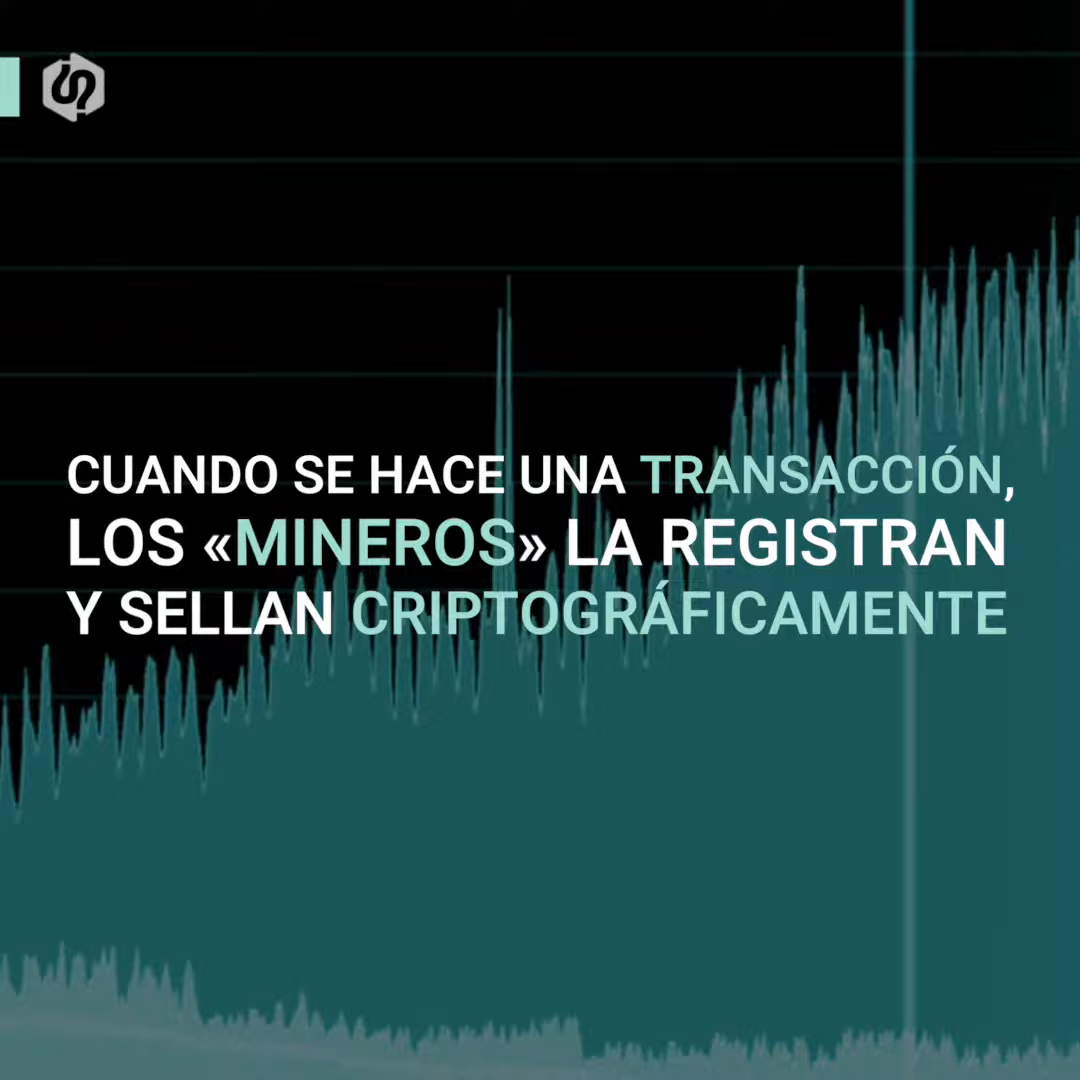 CUANDO SE HACE UNA TRANSACCIÓN,
LOS «MINEROS» LA REGISTRAN
Y SELLAN CRIPTOGRÁFICAMENTE